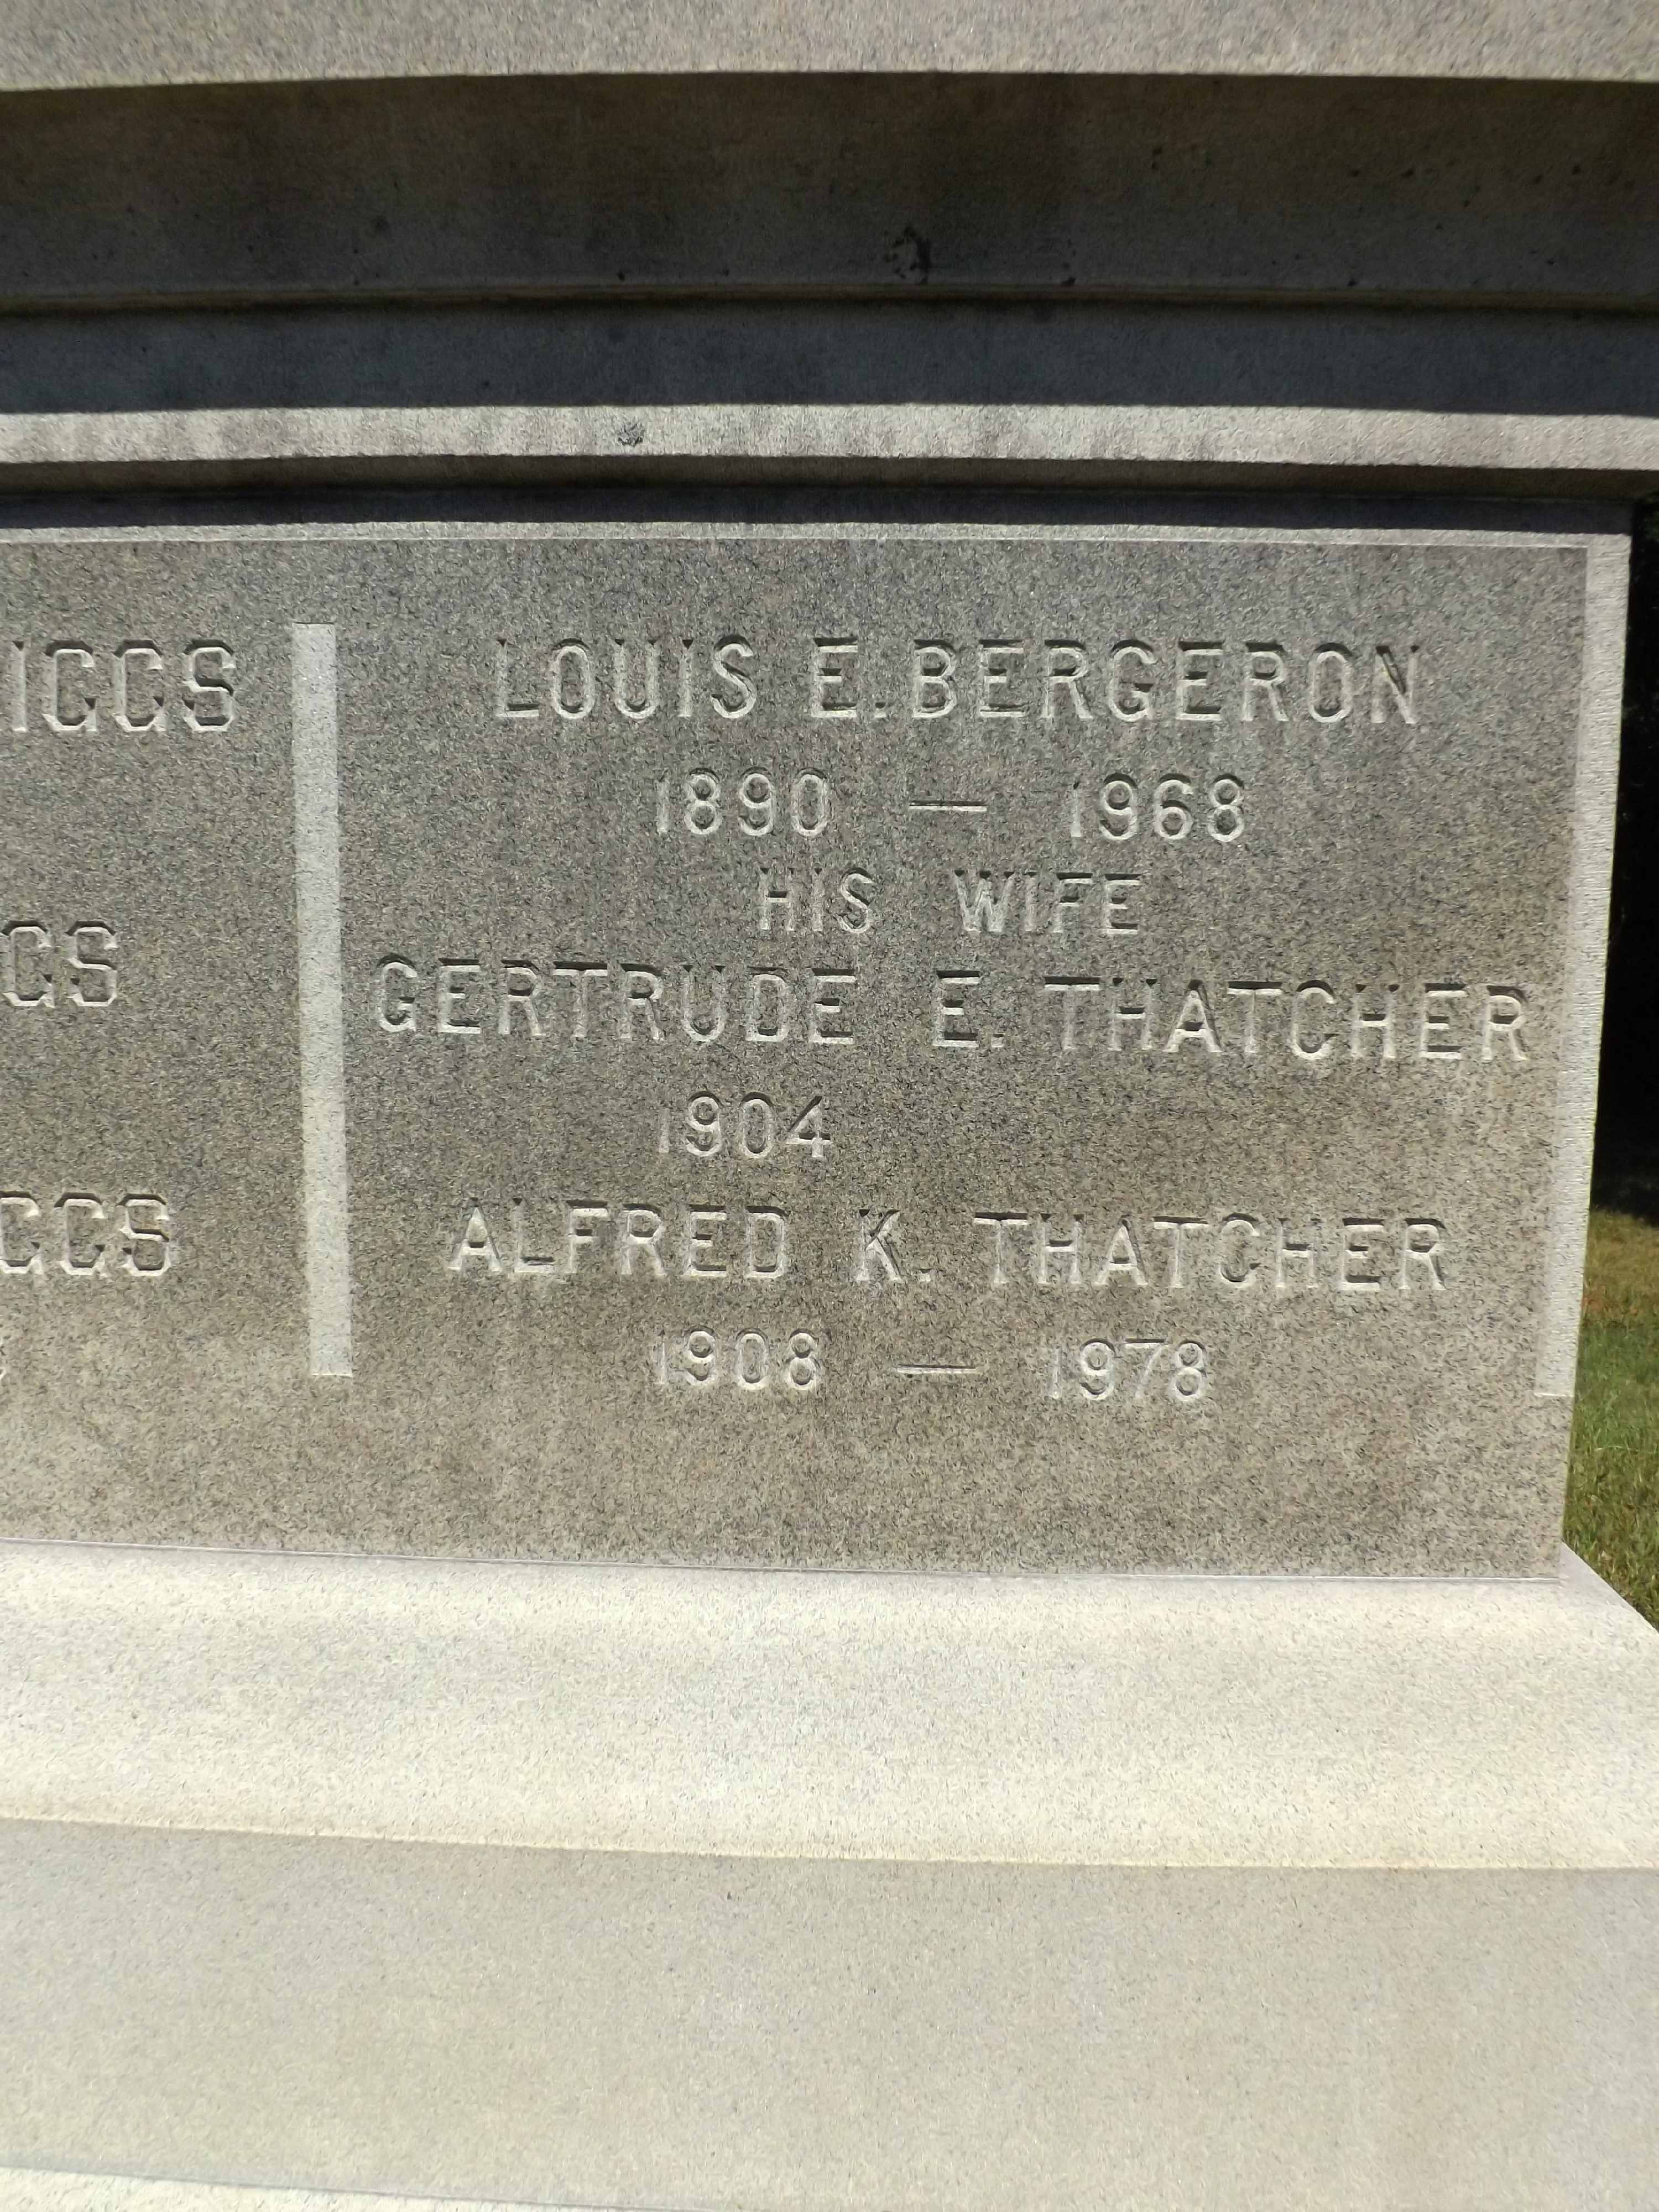 LOUIS E. BERGERON
1890 — 1968
HIS WIFE
GERTRUDE E. THATCHER
1904
ALFRED K. THATCHER
1908 — 1978